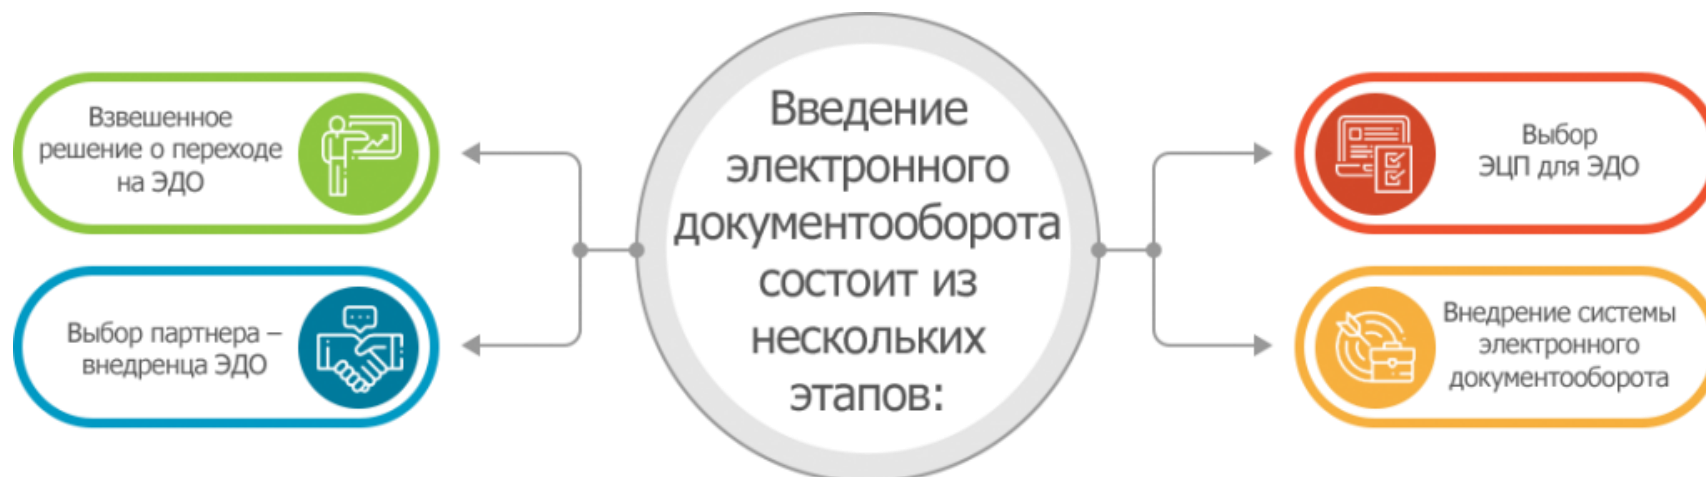 Взвешенное
решение о переходе
на ЭДО
Выбор партнера –
внедренца ЭДО
Введение
электронного
документооборота
состоит из
нескольких
этапов:
Выбор
ЭЦП для ЭДО
Внедрение системы
электронного
документооборота